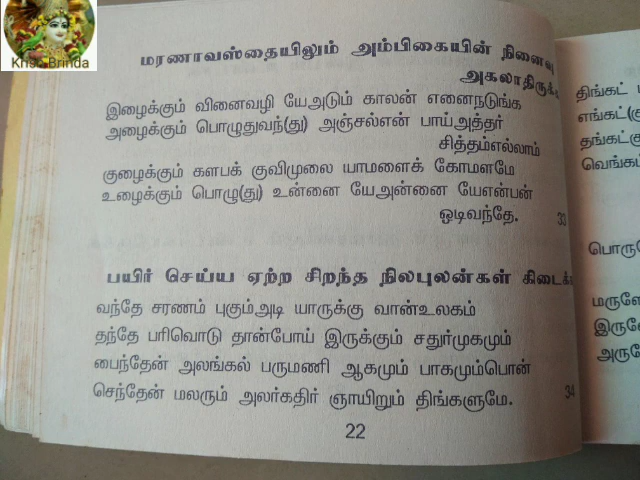 Krisa Brinda
மரணாவஸ்தையிலும் அம்பிகையின் நினைவு
அகலாதிருக்க
இழைக்கும் வினைவழி யேஅடும் காலன் எனைநடுங்க
அழைக்கும் பொழுதுவந்(து) அஞ்சல்என் பாய்அத்தர்
சித்தம்எல்லாம்
குழைக்கும் களபக் குவிமுலை யாமளைக் கோமளமே
உழைக்கும் பொழு(து) உன்னை யேஅன்னை யேஎன்பன்
ஓடிவந்தே. 33
பயிர் செய்ய ஏற்ற சிறந்த நிலபுலன்கள் கிடைக்க
வந்தே சரணம் புகும்அடி யாருக்கு வான்உலகம்
தந்தே பரிவொடு தான்போய் இருக்கும் சதுர்முகமும்
பைந்தேன் அலங்கல் பருமணி ஆகமும் பாகமும்பொன்
செந்தேன் மலரும் அலர்கதிர் ஞாயிறும் திங்களுமே. 34
22
திங்கட்
எங்கட்(கு
தங்கட்கு
வெங்கட்
பொரு
மருளே
இருளே
அருளே